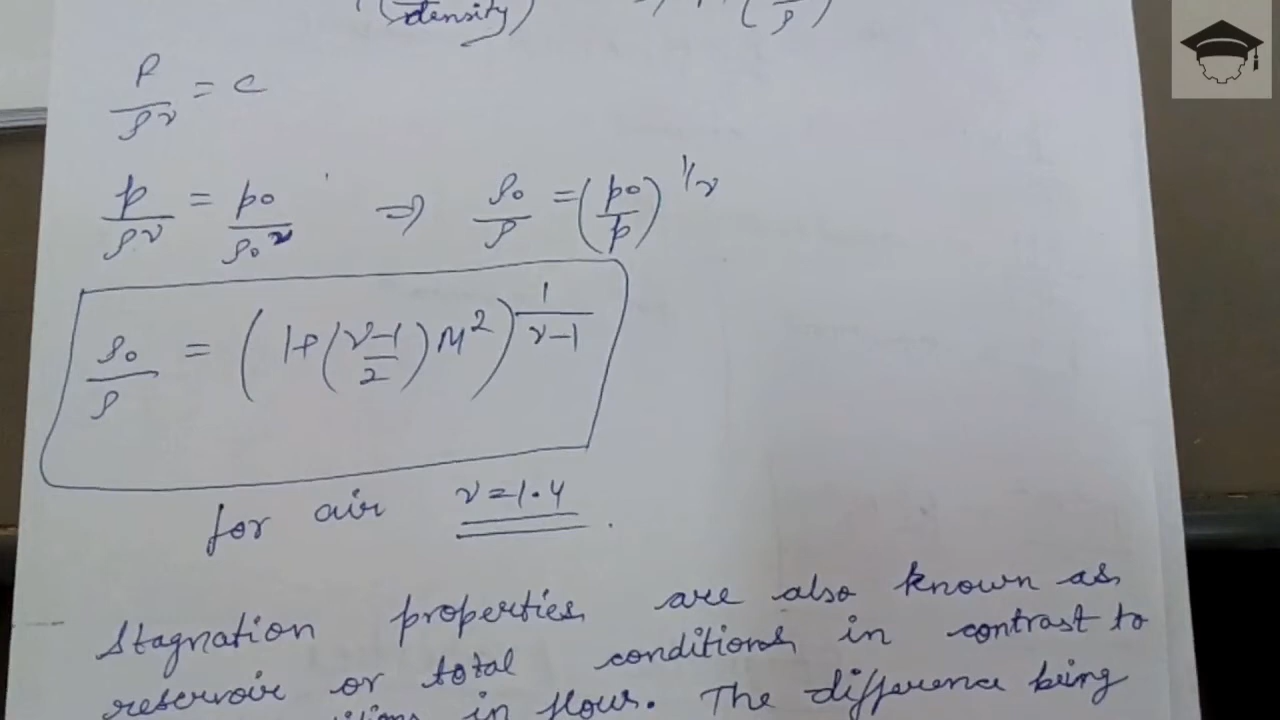 density)
(/ρ)
P/ρ^γ = c
p/ρ^γ = p₀/ρ₀^γ ⇒ ρ₀/ρ = (p₀/p)^1/γ
ρ₀/ρ = (1+(γ-1/2)M²)^1/γ-1
for air γ=1.4
Stagnation properties are also known as
reservoir or total conditions in contrast to
in flow. The difference being